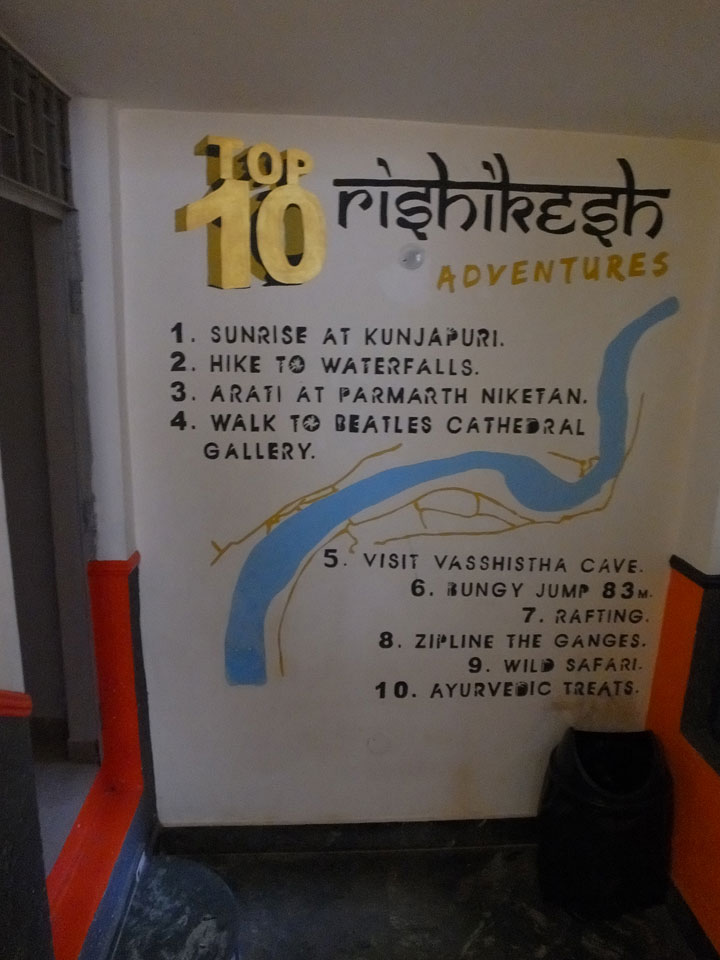 TOP
10
rishikesh
ADVENTURES
1. SUNRISE AT KUNJAPURI.
2. HIKE TO WATERFALLS.
3. ARATI AT PARMARTH NIKETAN.
4. WALK TO BEATLES CATHEDRAL
GALLERY.
5. VISIT VASSHISTHA CAVE.
6. BUNGY JUMP 83M.
7. RAFTING.
8. ZIPLINE THE GANGES.
9. WILD SAFARI.
10. AYURVEDIC TREATS.